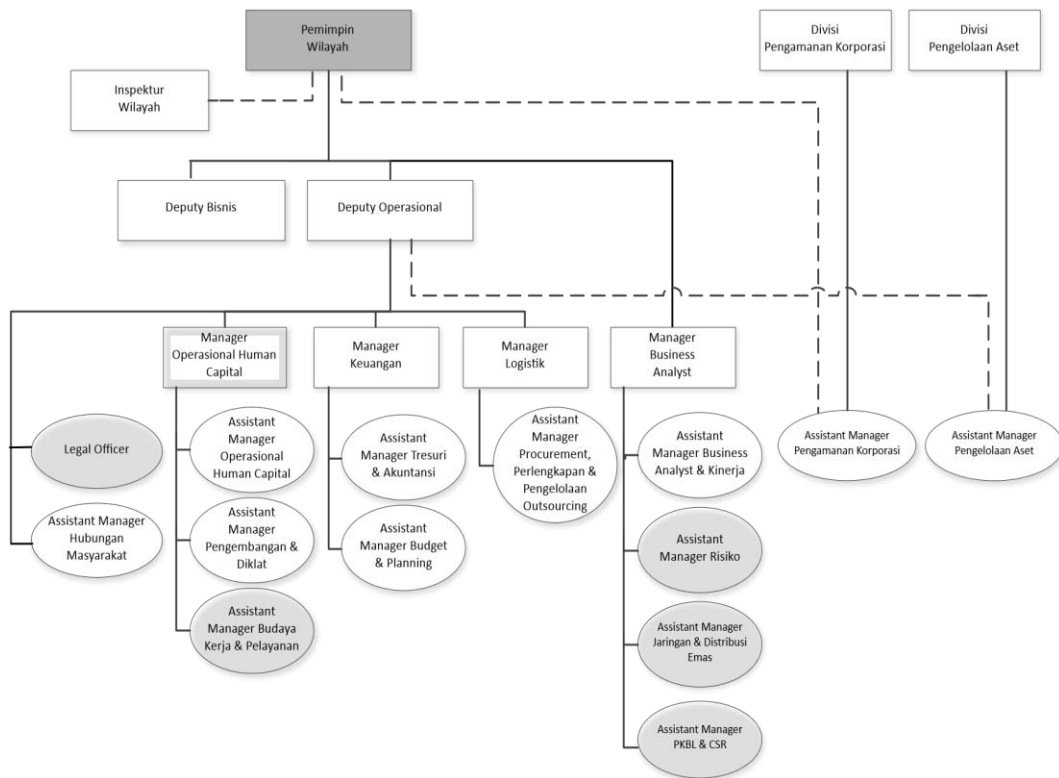 Pemimpin
Wilayah
Divisi
Pengamanan Korporasi
Divisi
Pengelolaan Aset
Inspektur
Wilayah
Deputy Bisnis
Deputy Operasional
Manager
Operasional Human
Capital
Manager
Keuangan
Manager
Logistik
Manager
Business
Analyst
Legal Officer
Assistant Manager
Hubungan
Masyarakat
Assistant
Manager
Operasional
Human Capital
Assistant
Manager
Pengembangan &
Diklat
Assistant
Manager Budaya
Kerja & Pelayanan
Assistant
Manager Tresuri
& Akuntansi
Assistant
Manager Budget
& Planning
Assistant
Manager
Procurement,
Perlengkapan &
Pengelolaan
Outsourcing
Assistant
Manager Business
Analyst & Kinerja
Assistant
Manager Risiko
Assistant Manager
Jaringan & Distribusi
Emas
Assistant Manager
PKBL & CSR
Assistant Manager
Pengamanan Korporasi
Assistant Manager
Pengelolaan Aset